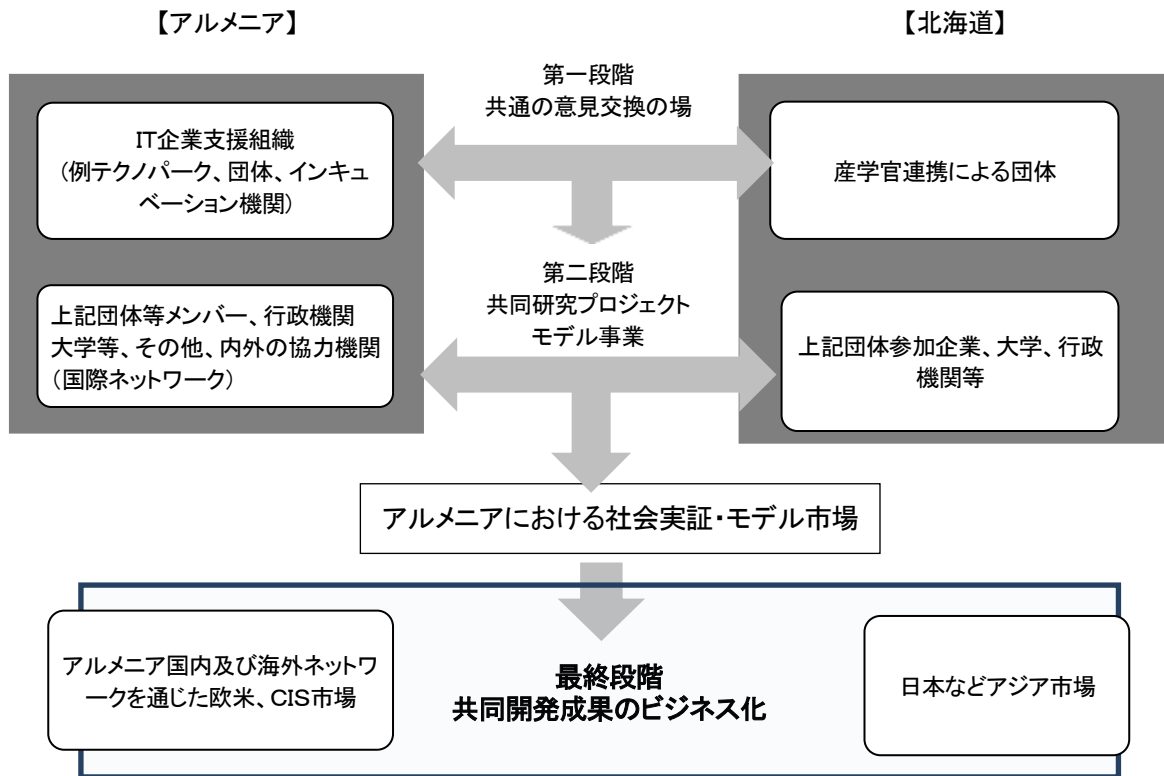 【アルメニア】
【北海道】
第一段階
共通の意見交換の場
IT企業支援組織
(例テクノパーク、団体、インキュ
ベーション機関)
産学官連携による団体
第二段階
共同研究プロジェクト
モデル事業
上記団体等メンバー、行政機関
大学等、その他、内外の協力機関
(国際ネットワーク)
上記団体参加企業、大学、行政
機関等
アルメニアにおける社会実証・モデル市場
アルメニア国内及び海外ネットワ
ークを通じた欧米、CIS市場
最終段階
共同開発成果のビジネス化
日本などアジア市場